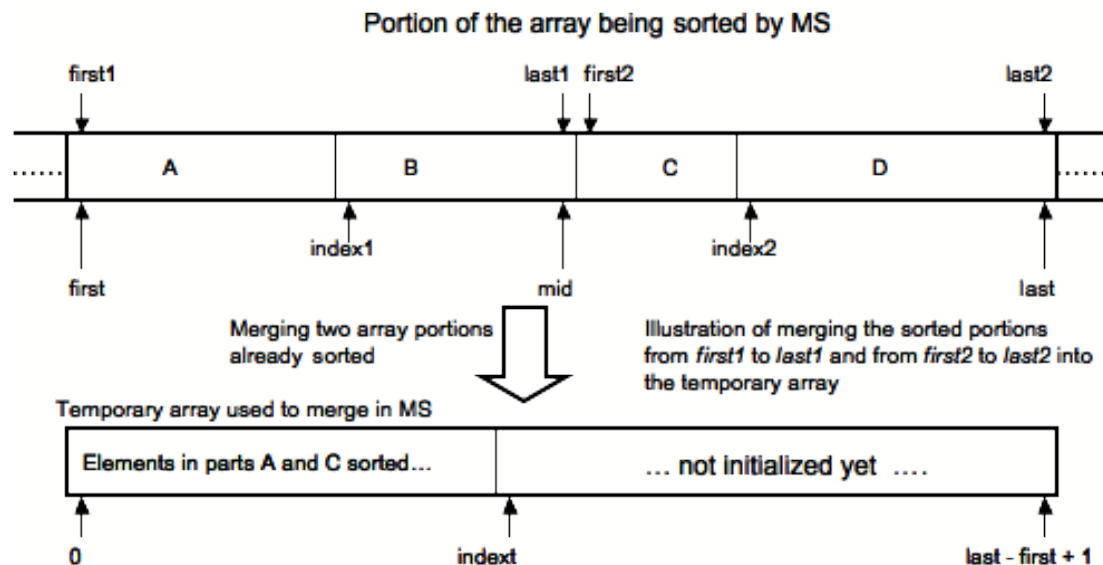 Portion of the array being sorted by MS
first1 last1 first2 last2
...... A B C D ......
index1 index2
first mid last
Merging two array portions
already sorted
Illustration of merging the sorted portions
from first1 to last1 and from first2 to last2 into
the temporary array
Temporary array used to merge in MS
Elements in parts A and C sorted... ... not initialized yet ....
0 indext last - first + 1